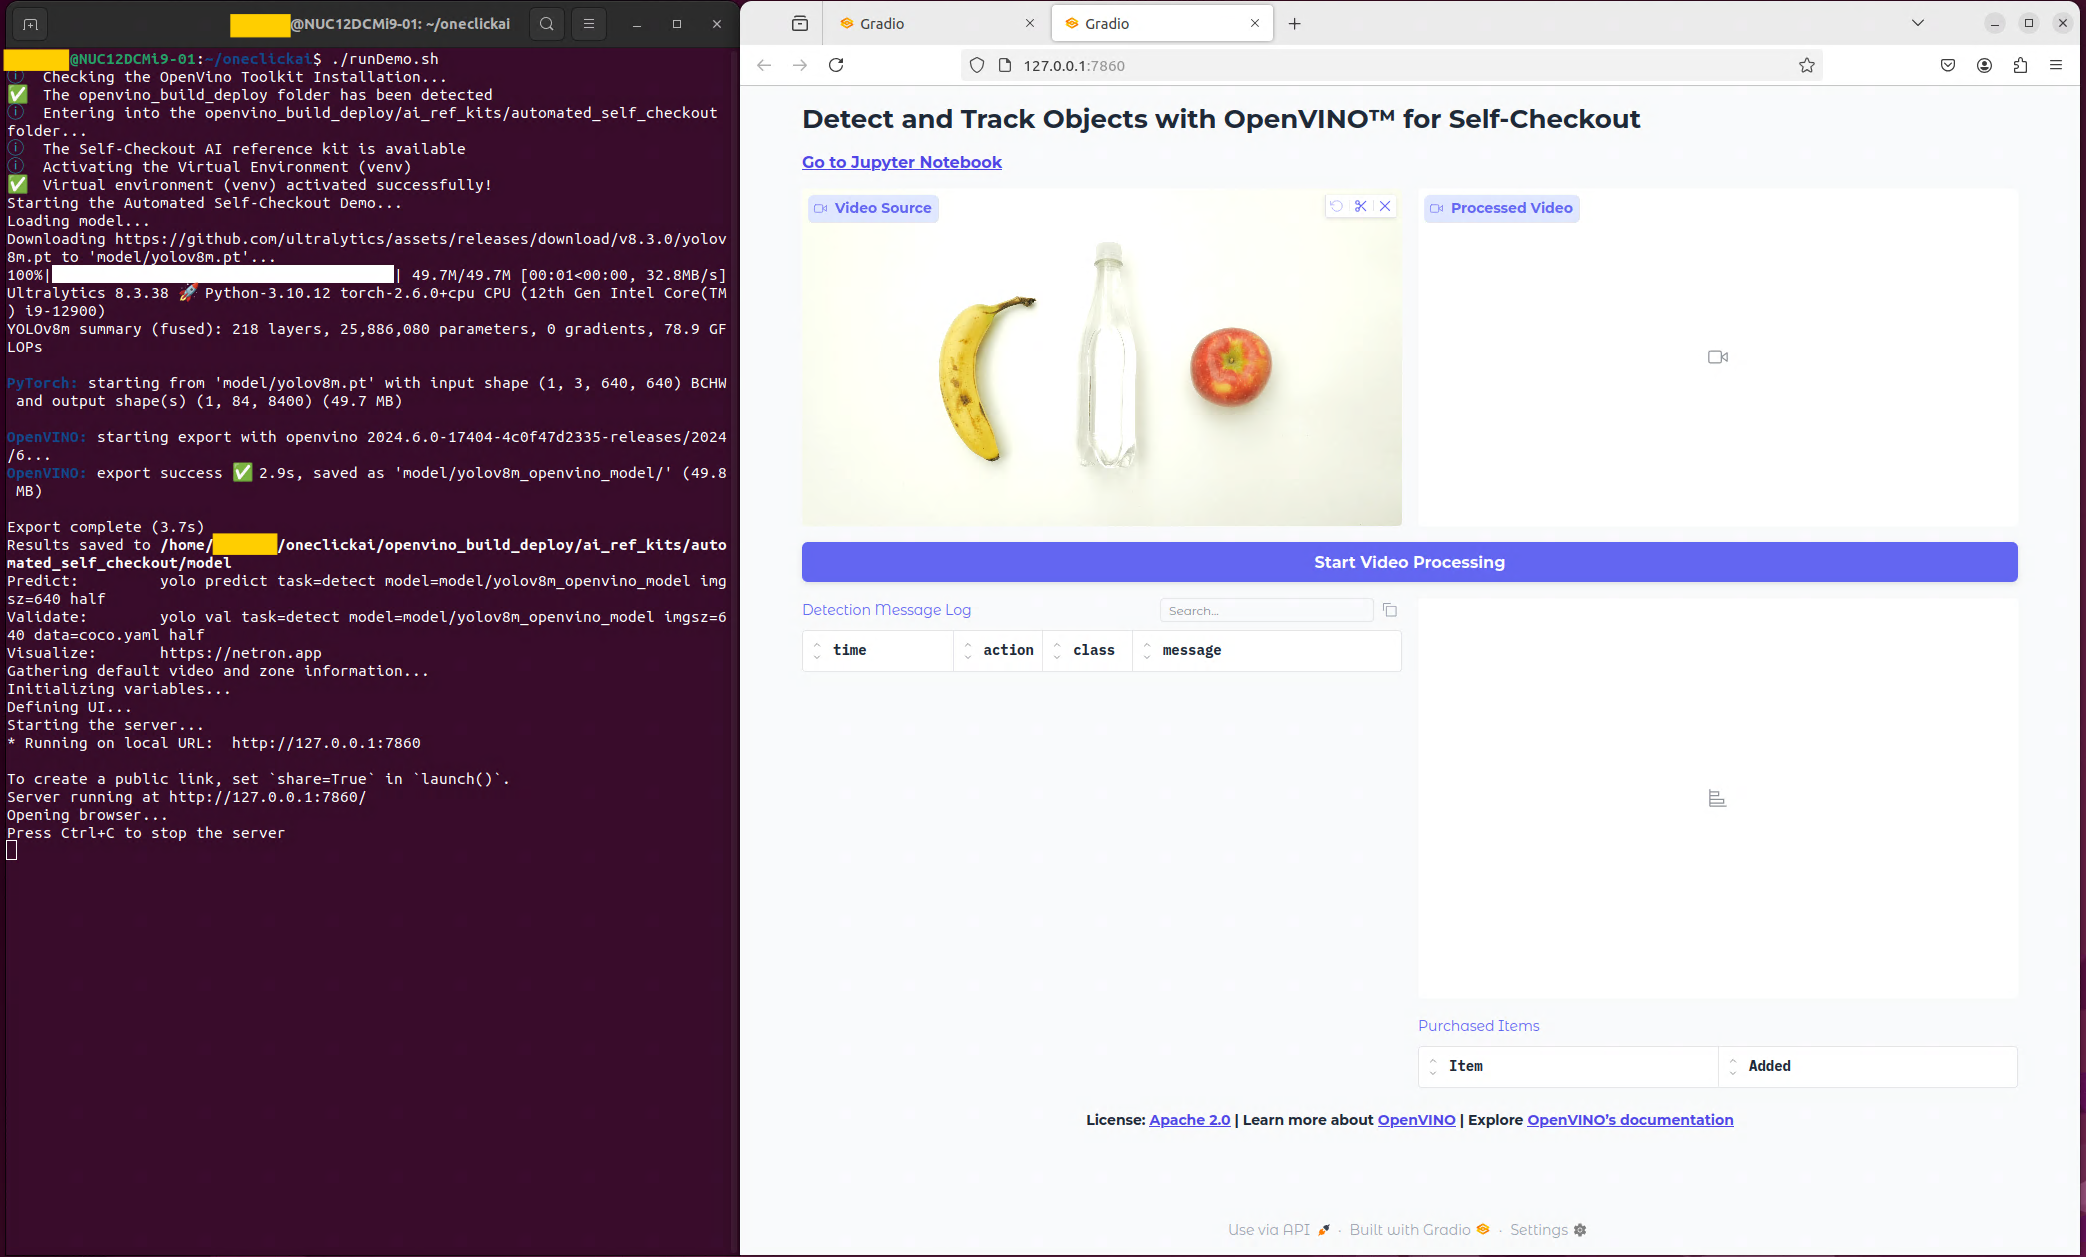 @NUC12DCMi9-01: ~/oneclickai
@NUC12DCMi9-01:~/oneclickai$ ./runDemo.sh
Checking the OpenVino Toolkit Installation...
The openvino_build_deploy folder has been detected
Entering into the openvino_build_deploy/ai_ref_kits/automated_self_checkout
folder...
The Self-Checkout AI reference kit is available
Activating the Virtual Environment (venv)
Virtual environment (venv) activated successfully!
Starting the Automated Self-Checkout Demo...
Loading model...
Downloading https://github.com/ultralytics/assets/releases/download/v8.3.0/yolov
8m.pt to 'model/yolov8m.pt'...
100%| | 49.7M/49.7M [00:01<00:00, 32.8MB/s]
Ultralytics 8.3.38 🚀 Python-3.10.12 torch-2.6.0+cpu CPU (12th Gen Intel Core(TM
) i9-12900)
YOLOv8m summary (fused): 218 layers, 25,886,080 parameters, 0 gradients, 78.9 GF
LOPs
PyTorch: starting from 'model/yolov8m.pt' with input shape (1, 3, 640, 640) BCHW
and output shape(s) (1, 84, 8400) (49.7 MB)
OpenVINO: starting export with openvino 2024.6.0-17404-4c0f47d2335-releases/2024
/6...
OpenVINO: export success ✅ 2.9s, saved as 'model/yolov8m_openvino_model/' (49.8
MB)
Export complete (3.7s)
Results saved to /home/ /oneclickai/openvino_build_deploy/ai_ref_kits/auto
mated_self_checkout/model
Predict: yolo predict task=detect model=model/yolov8m_openvino_model img
sz=640 half
Validate: yolo val task=detect model=model/yolov8m_openvino_model imgsz=6
40 data=coco.yaml half
Visualize: https://netron.app
Gathering default video and zone information...
Initializing variables...
Defining UI...
Starting the server...
* Running on local URL: http://127.0.0.1:7860
To create a public link, set `share=True` in `launch()`.
Server running at http://127.0.0.1:7860/
Opening browser...
Press Ctrl+C to stop the server
Gradio
Gradio
127.0.0.1:7860
Detect and Track Objects with OpenVINO™ for Self-Checkout
Go to Jupyter Notebook
Video Source
Processed Video
Start Video Processing
Detection Message Log
Search...
time action class message
Purchased Items
Item Added
License: Apache 2.0 | Learn more about OpenVINO | Explore OpenVINO's documentation
Use via API · Built with Gradio · Settings